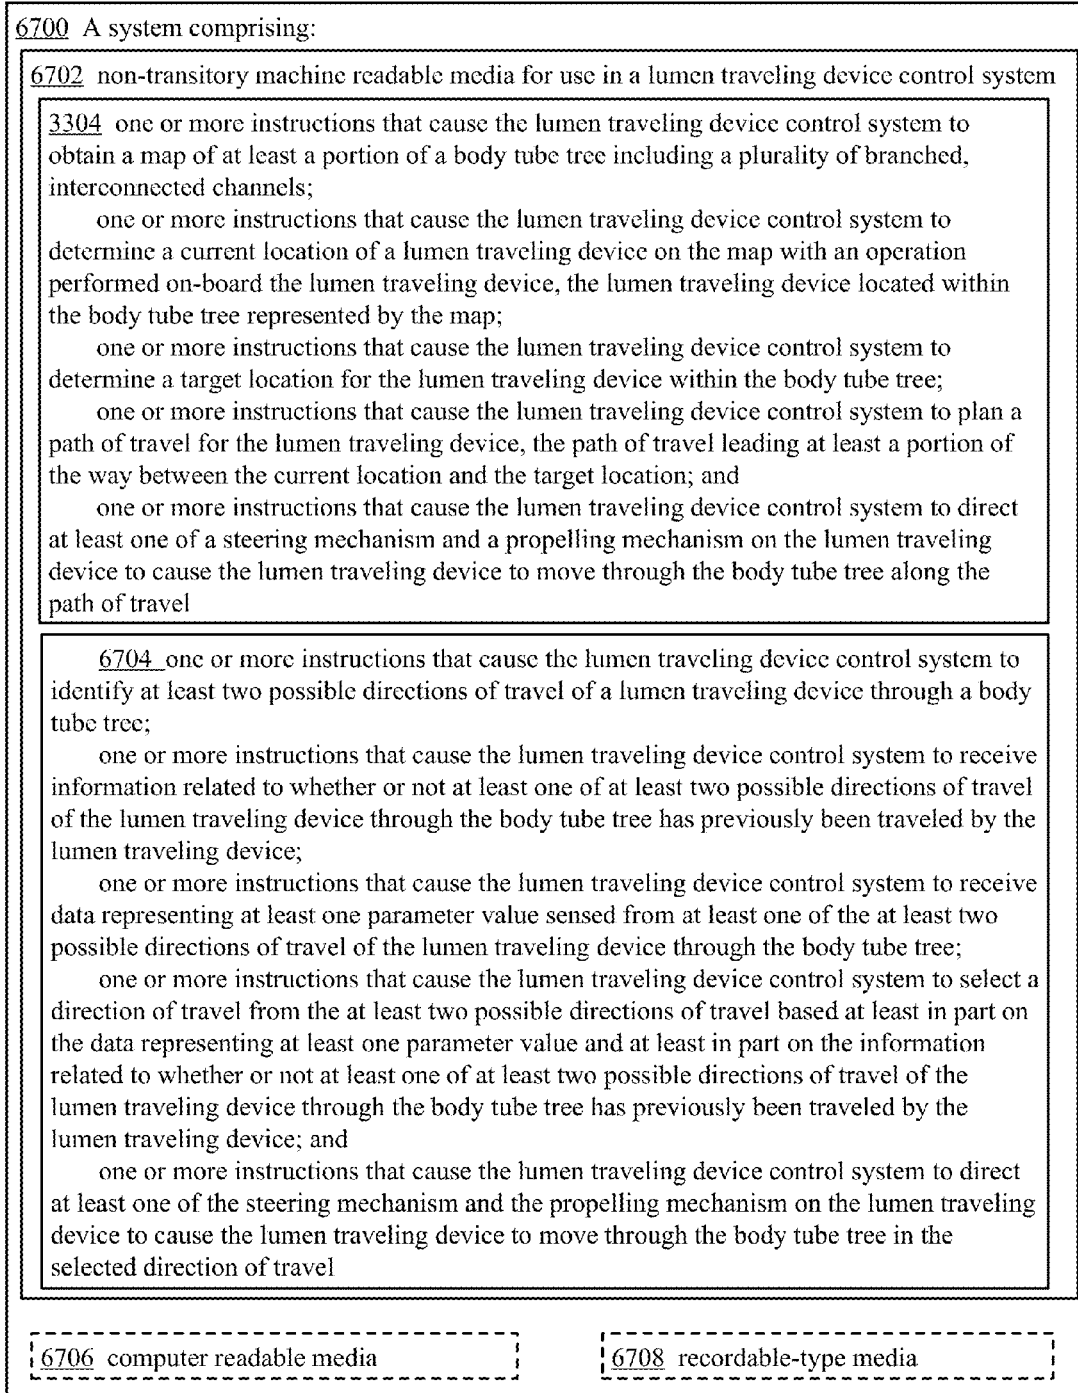 6700 A system comprising:
6702 non-transitory machine readable media for use in a lumen traveling device control system
3304 one or more instructions that cause the lumen traveling device control system to
obtain a map of at least a portion of a body tube tree including a plurality of branched,
interconnected channels;
one or more instructions that cause the lumen traveling device control system to
determine a current location of a lumen traveling device on the map with an operation
performed on-board the lumen traveling device, the lumen traveling device located within
the body tube tree represented by the map;
one or more instructions that cause the lumen traveling device control system to
determine a target location for the lumen traveling device within the body tube tree;
one or more instructions that cause the lumen traveling device control system to plan a
path of travel for the lumen traveling device, the path of travel leading at least a portion of
the way between the current location and the target location; and
one or more instructions that cause the lumen traveling device control system to direct
at least one of a steering mechanism and a propelling mechanism on the lumen traveling
device to cause the lumen traveling device to move through the body tube tree along the
path of travel
6704 one or more instructions that cause the lumen traveling device control system to
identify at least two possible directions of travel of a lumen traveling device through a body
tube tree;
one or more instructions that cause the lumen traveling device control system to receive
information related to whether or not at least one of at least two possible directions of travel
of the lumen traveling device through the body tube tree has previously been traveled by the
lumen traveling device;
one or more instructions that cause the lumen traveling device control system to receive
data representing at least one parameter value sensed from at least one of the at least two
possible directions of travel of the lumen traveling device through the body tube tree;
one or more instructions that cause the lumen traveling device control system to select a
direction of travel from the at least two possible directions of travel based at least in part on
the data representing at least one parameter value and at least in part on the information
related to whether or not at least one of at least two possible directions of travel of the
lumen traveling device through the body tube tree has previously been traveled by the
lumen traveling device; and
one or more instructions that cause the lumen traveling device control system to direct
at least one of the steering mechanism and the propelling mechanism on the lumen traveling
device to cause the lumen traveling device to move through the body tube tree in the
selected direction of travel
6706 computer readable media
6708 recordable-type media